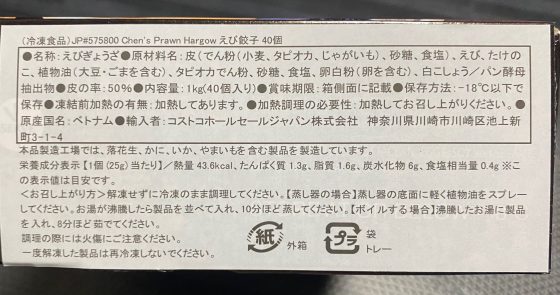 (冷凍食品)JP#575800 Chen's Prawn Hargow えび餃子 40個
●名称:えびぎょうざ●原材料名:皮(でん粉(小麦、タピオカ、じゃがいも)、砂糖、食塩)、えび、たけの
こ、植物油(大豆・ごまを含む)、タピオカでん粉、砂糖、食塩、卵白粉(卵を含む)、白こしょう/パン酵母
抽出物●皮の率:50%●内容量:1kg(40個入り)●賞味期限:箱側面に記載●保存方法:-18℃以下で
保存●凍結前加熱の有無:加熱してあります。●加熱調理の必要性:加熱してお召し上がりください。●
原産国名:ベトナム●輸入者:コストコホールセールジャパン株式会社 神奈川県川崎市川崎区池上新
町3-1-4
本品製造工場では、落花生、かに、いか、やまいもを含む製品を製造しています。
栄養成分表示【1個(25g)当たり】/熱量 43.6kcal、たんぱく質 1.3g、脂質 1.6g、炭水化物 6g、食塩相当量 0.4g ※こ
の表示値は目安です。
<お召し上がり方> 解凍せずに冷凍のまま調理してください。【蒸し器の場合】蒸し器の底面に軽く植物油をスプレー
してください。お湯が沸騰したら製品を並べて入れ、10分ほど蒸してください。【ボイルする場合】沸騰したお湯に製品
を入れ、8分ほど茹でてください。
調理の際には火傷にご注意ください。
一度解凍した製品は再冷凍しないでください。
紙 外箱
プラ 袋
トレー